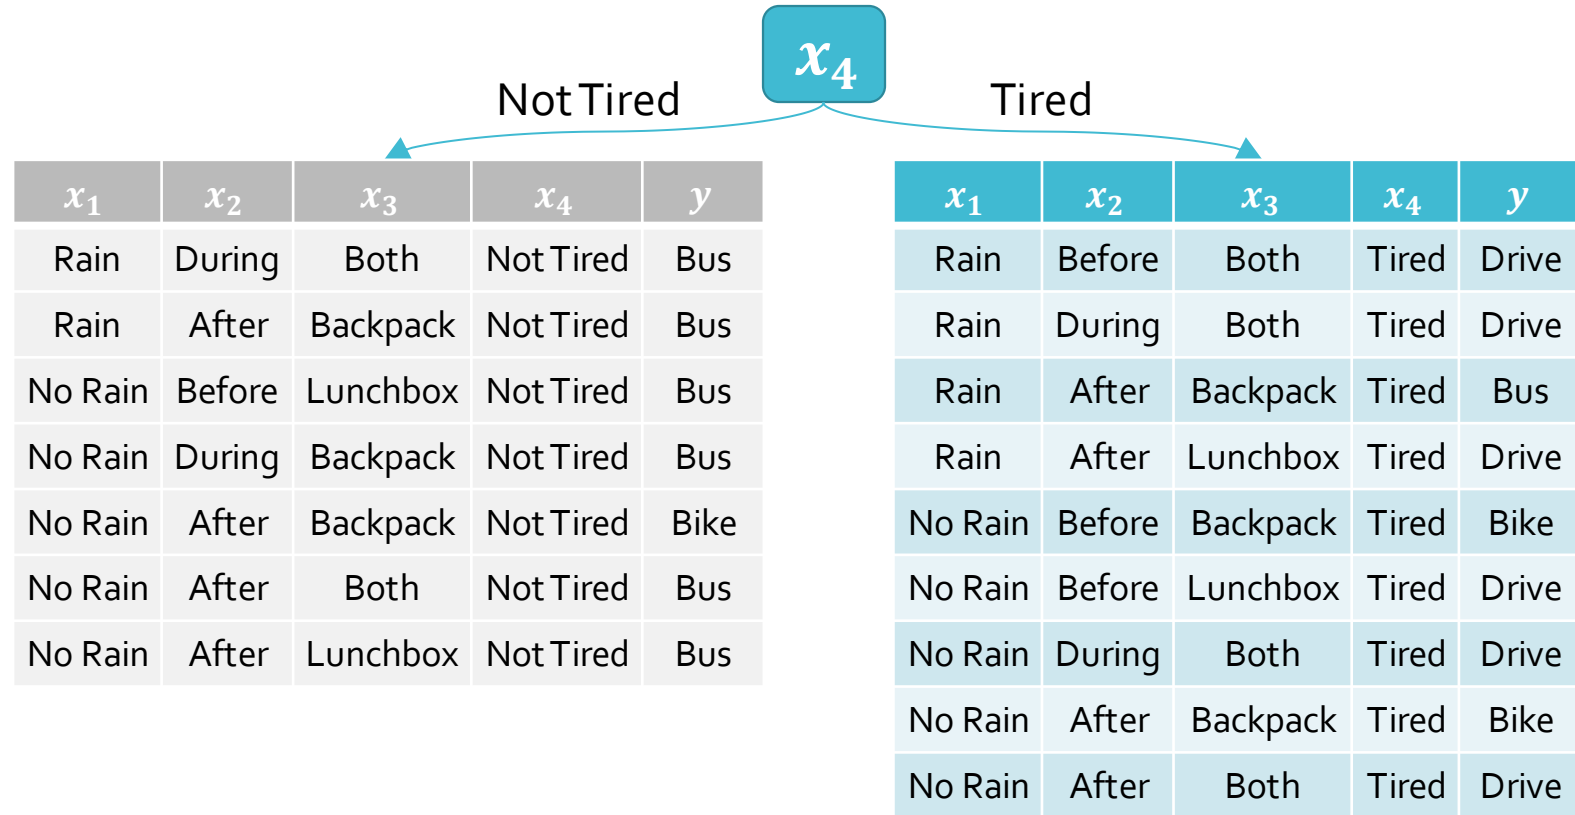 x₄
Not Tired
Tired
x₁ x₂ x₃ x₄ y
Rain During Both Not Tired Bus
Rain After Backpack Not Tired Bus
No Rain Before Lunchbox Not Tired Bus
No Rain During Backpack Not Tired Bus
No Rain After Backpack Not Tired Bike
No Rain After Both Not Tired Bus
No Rain After Lunchbox Not Tired Bus
x₁ x₂ x₃ x₄ y
Rain Before Both Tired Drive
Rain During Both Tired Drive
Rain After Backpack Tired Bus
Rain After Lunchbox Tired Drive
No Rain Before Backpack Tired Bike
No Rain Before Lunchbox Tired Drive
No Rain During Both Tired Drive
No Rain After Backpack Tired Bike
No Rain After Both Tired Drive